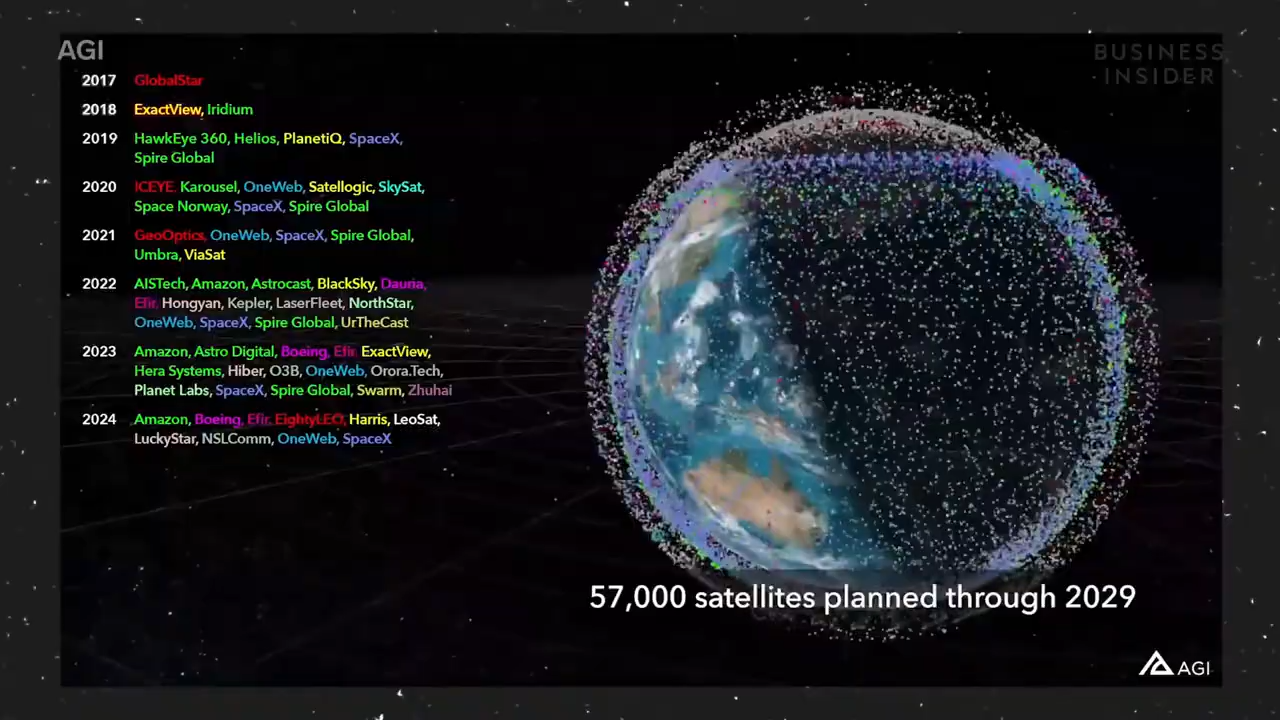 AGI
BUSINESS
INSIDER
2017 GlobalStar
2018 ExactView, Iridium
2019 HawkEye 360, Helios, PlanetiQ, SpaceX,
Spire Global
2020 ICEYE, Karousel, OneWeb, Satellogic, SkySat,
Space Norway, SpaceX, Spire Global
2021 GeoOptics, OneWeb, SpaceX, Spire Global,
Umbra, ViaSat
2022 AISTech, Amazon, Astrocast, BlackSky, Dauria,
Efir, Hongyan, Kepler, LaserFleet, NorthStar,
OneWeb, SpaceX, Spire Global, UrTheCast
2023 Amazon, Astro Digital, Boeing, Efir, ExactView,
Hera Systems, Hiber, O3B, OneWeb, Orora.Tech,
Planet Labs, SpaceX, Spire Global, Swarm, Zhuhai
2024 Amazon, Boeing, Efir, EightyLEO, Harris, LeoSat,
LuckyStar, NSLComm, OneWeb, SpaceX
57,000 satellites planned through 2029
AGI